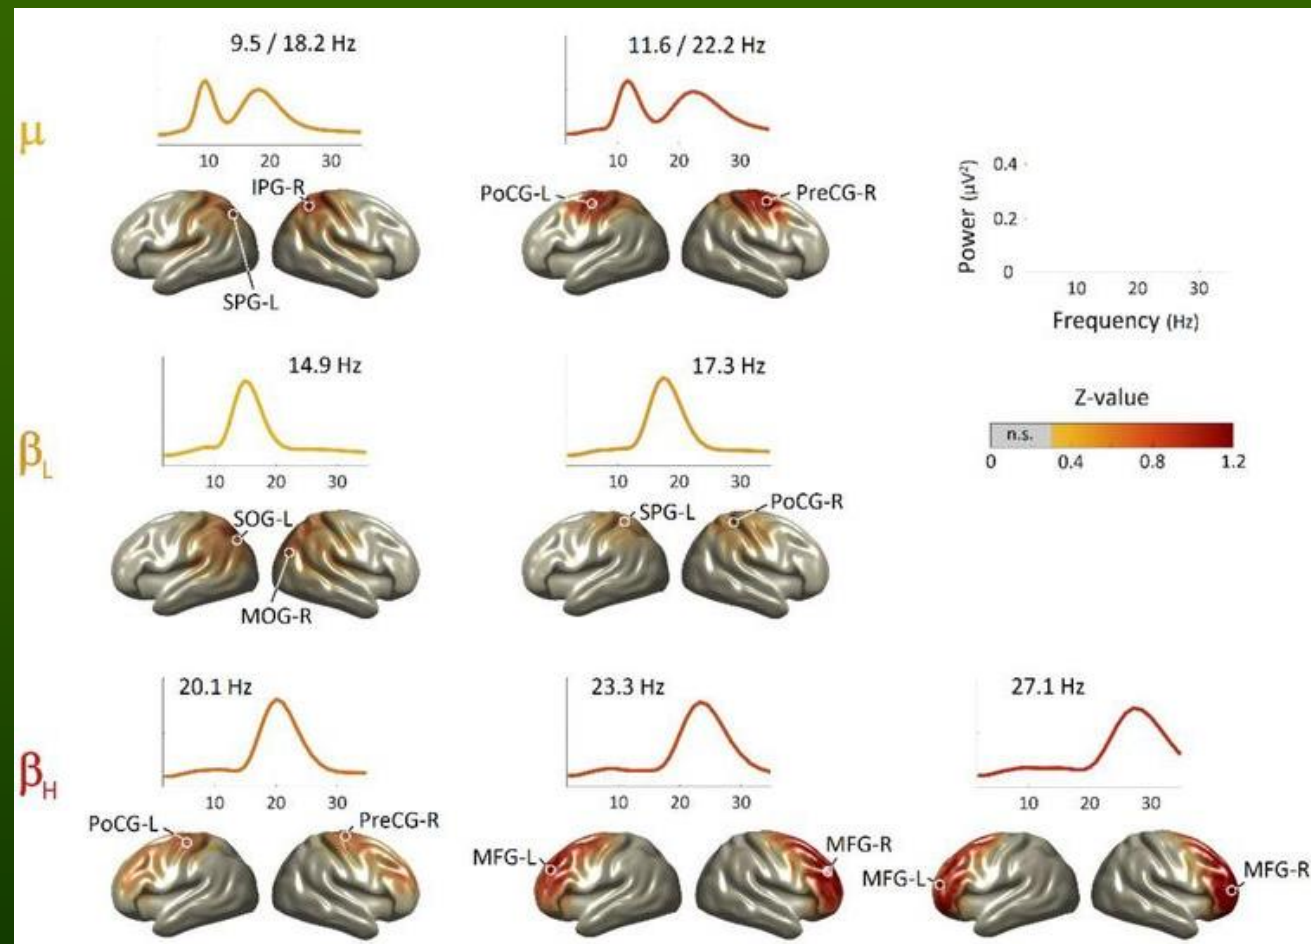 μ
9.5 / 18.2 Hz
10 20 30
IPG-R
SPG-L
11.6 / 22.2 Hz
10 20 30
PoCG-L
PreCG-R
Power (μV²)
0.4
0.2
0
10 20 30
Frequency (Hz)
βL
14.9 Hz
10 20 30
SOG-L
MOG-R
17.3 Hz
10 20 30
SPG-L
PoCG-R
Z-value
n.s.
0 0.4 0.8 1.2
βH
20.1 Hz
10 20 30
PoCG-L
PreCG-R
23.3 Hz
10 20 30
MFG-L
MFG-R
27.1 Hz
10 20 30
MFG-L
MFG-R